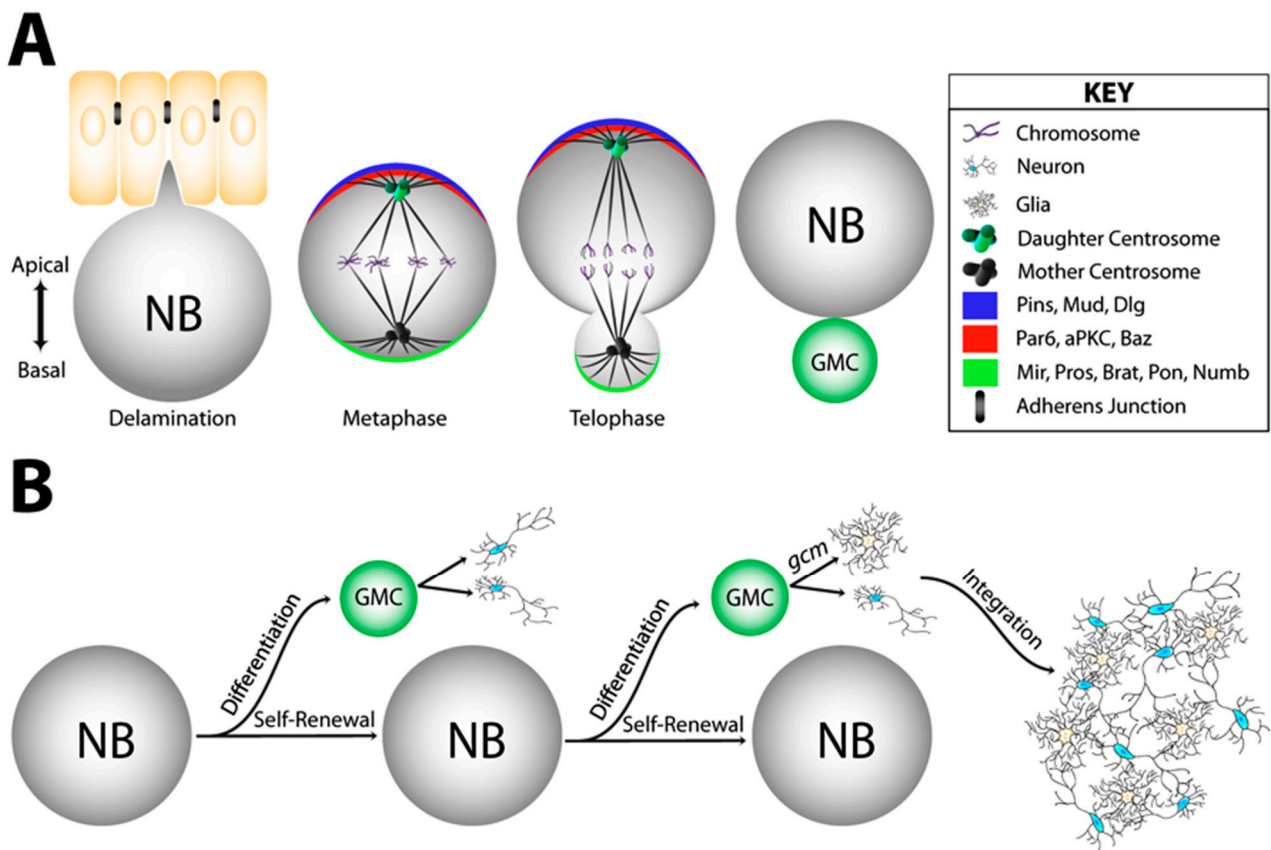 A
Apical
Basal
NB
Delamination
Metaphase
Telophase
NB
GMC
KEY
Chromosome
Neuron
Glia
Daughter Centrosome
Mother Centrosome
Pins, Mud, Dlg
Par6, aPKC, Baz
Mir, Pros, Brat, Pon, Numb
Adherens Junction
B
NB
Differentiation
Self-Renewal
GMC
NB
Differentiation
Self-Renewal
GMC
gcm
NB
Integration